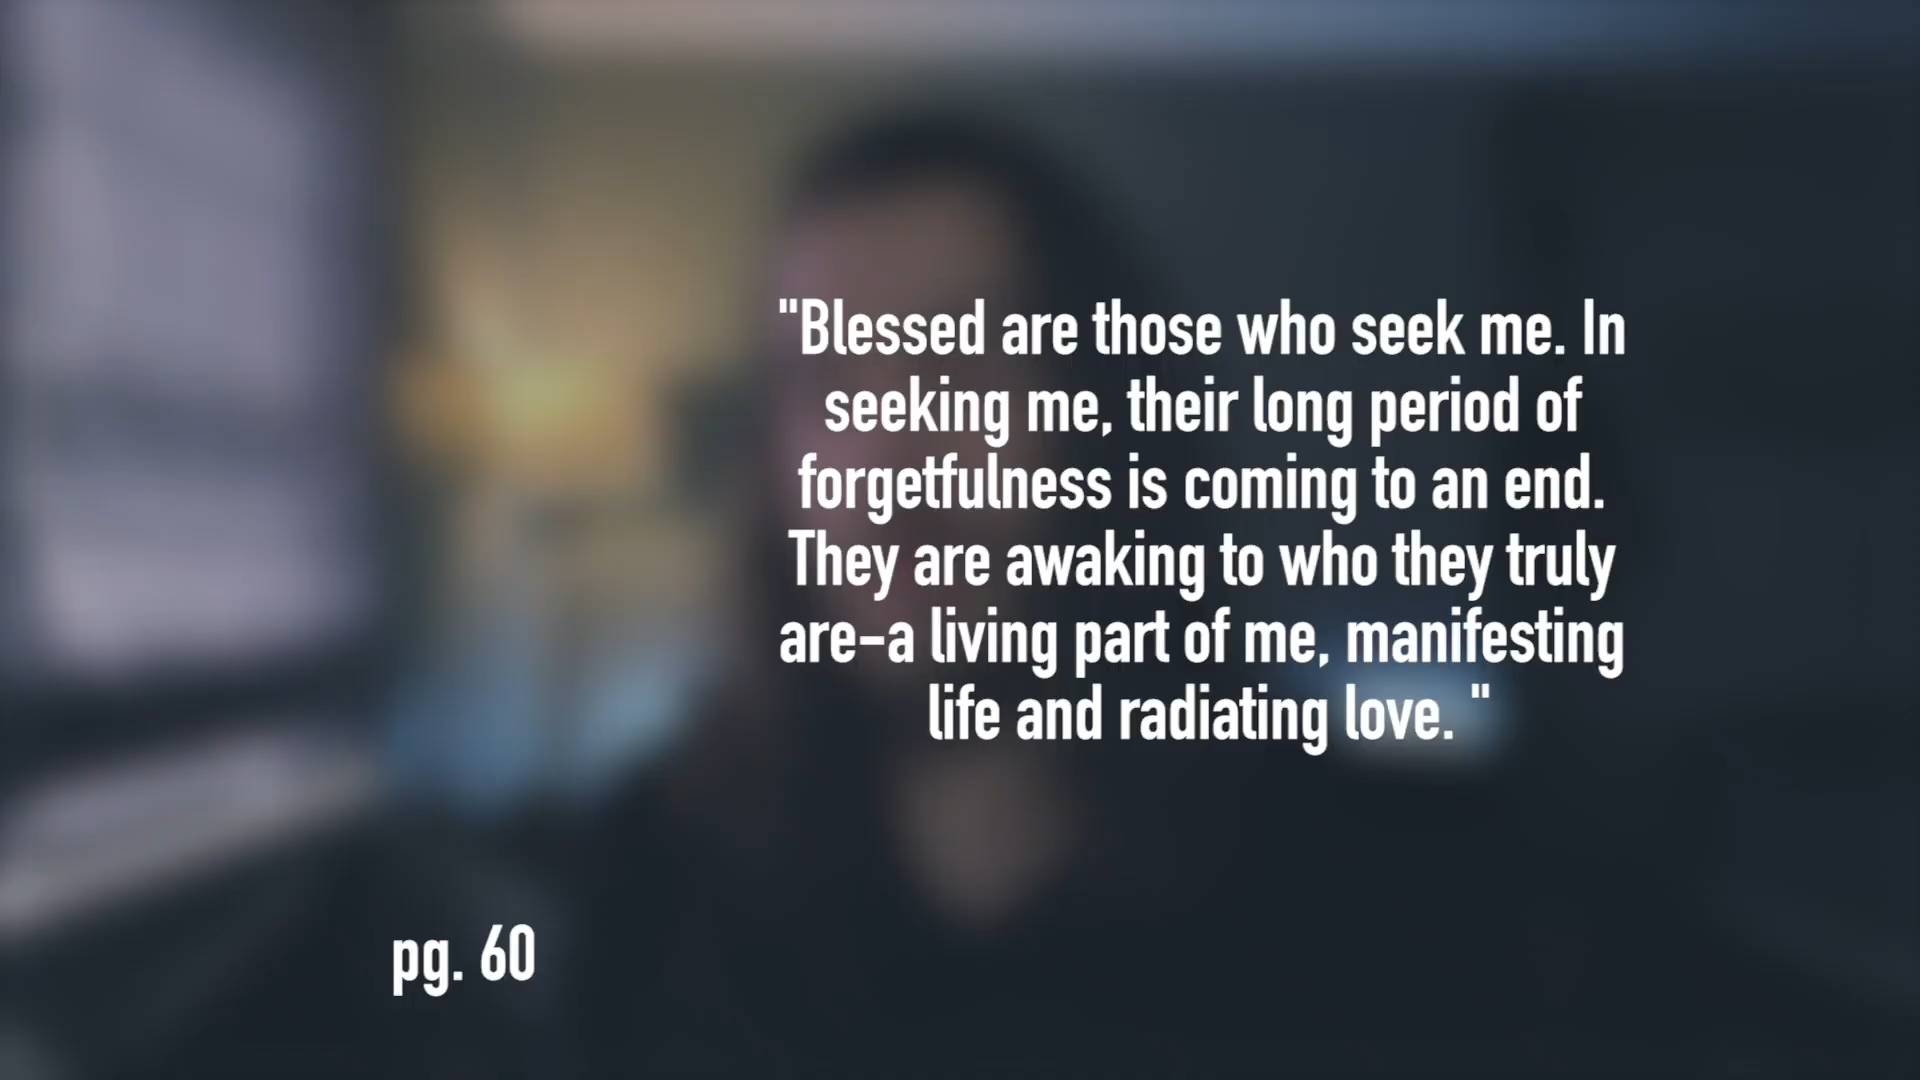 "Blessed are those who seek me. In
seeking me, their long period of
forgetfulness is coming to an end.
They are awaking to who they truly
are-a living part of me, manifesting
life and radiating love. "
pg. 60